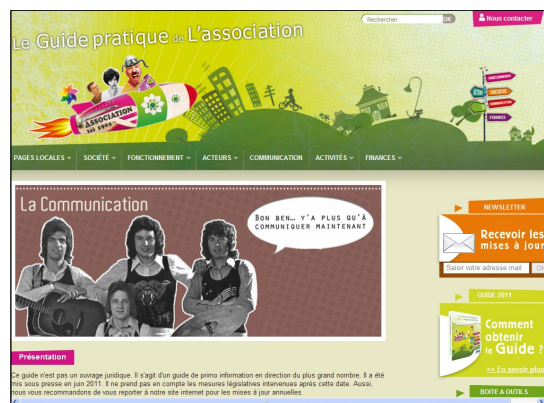 Rechercher
OK
Nous contacter
Le Guide pratique de L'association
ASSOCIATION
Loi 1901
FINANCES
PAGES LOCALES
SOCIÉTÉ
FONCTIONNEMENT
ACTEURS
COMMUNICATION
ACTIVITÉS
FINANCES
La Communication
BON BEN... Y'A PLUS QU'À
COMMUNIQUER MAINTENANT
NEWSLETTER
Recevoir les
mises à jour
Saisir votre adresse mail
GUIDE 2011
Comment
obtenir
le Guide ?
>> En savoir plus
BOITE A OUTILS
Présentation
Ce guide n'est pas un ouvrage juridique. Il s'agit d'un guide de primo information en direction du plus grand nombre. Il a été
mis sous presse en juin 2011. Il ne prend pas en compte les mesures législatives intervenues après cette date. Aussi,
nous vous recommandons de vous reporter à notre site internet pour les mises à jour annuelles.